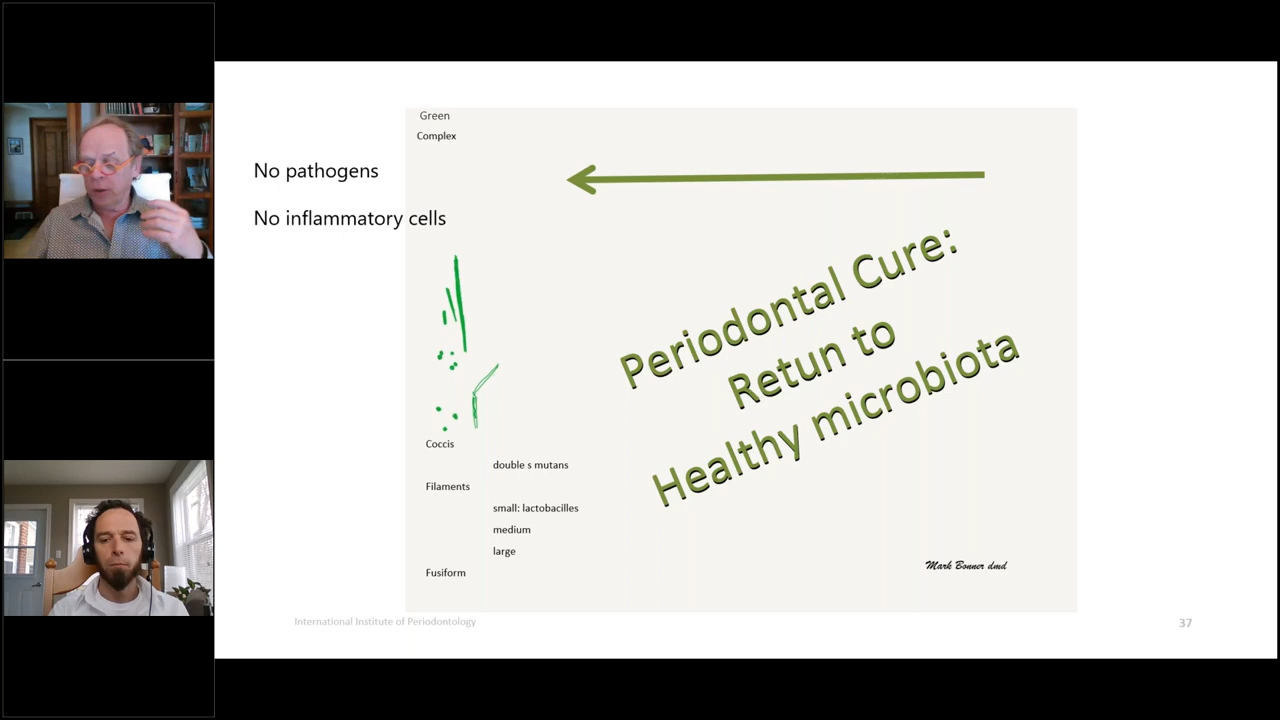 Green
Complex
No pathogens
No inflammatory cells
Periodontal Cure:
Retun to
Healthy microbiota
Coccis
double s mutans
Filaments
small: lactobacilles
medium
large
Fusiform
Mark Bonner dmd
International Institute of Periodontology
37